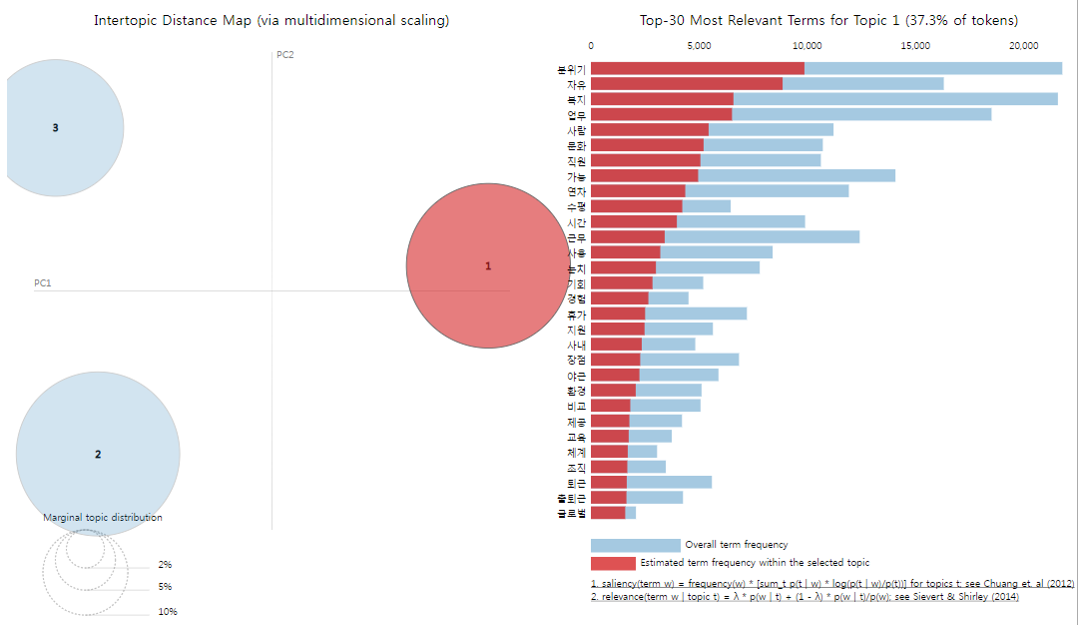 Intertopic Distance Map (via multidimensional scaling)
PC2
PC1
3
1
2
Marginal topic distribution
2%
5%
10%
Top-30 Most Relevant Terms for Topic 1 (37.3% of tokens)
0 5,000 10,000 15,000 20,000
분위기
자유
복지
업무
사람
문화
직원
가능
연차
수평
시간
근무
사용
눈치
기회
경험
휴가
지원
사내
장점
야근
환경
비교
제공
교육
체계
조직
퇴근
출퇴근
글로벌
Overall term frequency
Estimated term frequency within the selected topic
1. saliency(term w) = frequency(w) * [sum_t p(t | w) * log(p(t | w)/p(t))] for topics t; see Chuang et. al (2012)
2. relevance(term w | topic t) = λ * p(w | t) + (1 - λ) * p(w | t)/p(w); see Sievert & Shirley (2014)